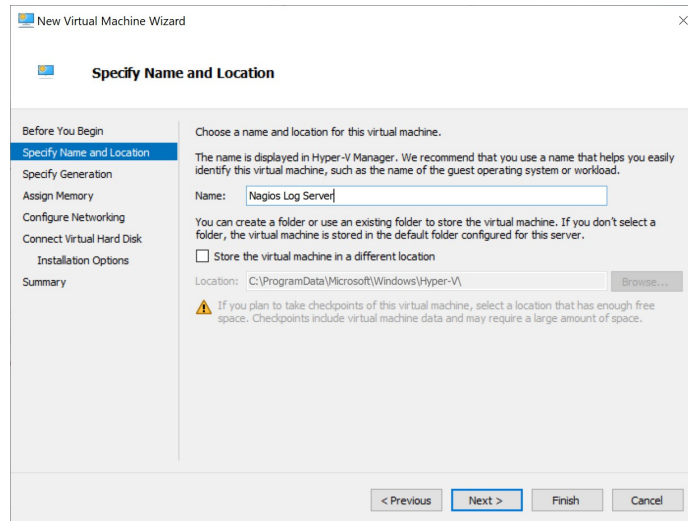 New Virtual Machine Wizard
Specify Name and Location
Before You Begin
Specify Name and Location
Specify Generation
Assign Memory
Configure Networking
Connect Virtual Hard Disk
Installation Options
Summary
Choose a name and location for this virtual machine.
The name is displayed in Hyper-V Manager. We recommend that you use a name that helps you easily
identify this virtual machine, such as the name of the guest operating system or workload.
Name: Nagios Log Server
You can create a folder or use an existing folder to store the virtual machine. If you don't select a
folder, the virtual machine is stored in the default folder configured for this server.
Store the virtual machine in a different location
Location: C:\ProgramData\Microsoft\Windows\Hyper-V\ Browse...
If you plan to take checkpoints of this virtual machine, select a location that has enough free
space. Checkpoints include virtual machine data and may require a large amount of space.
< Previous Next > Finish Cancel